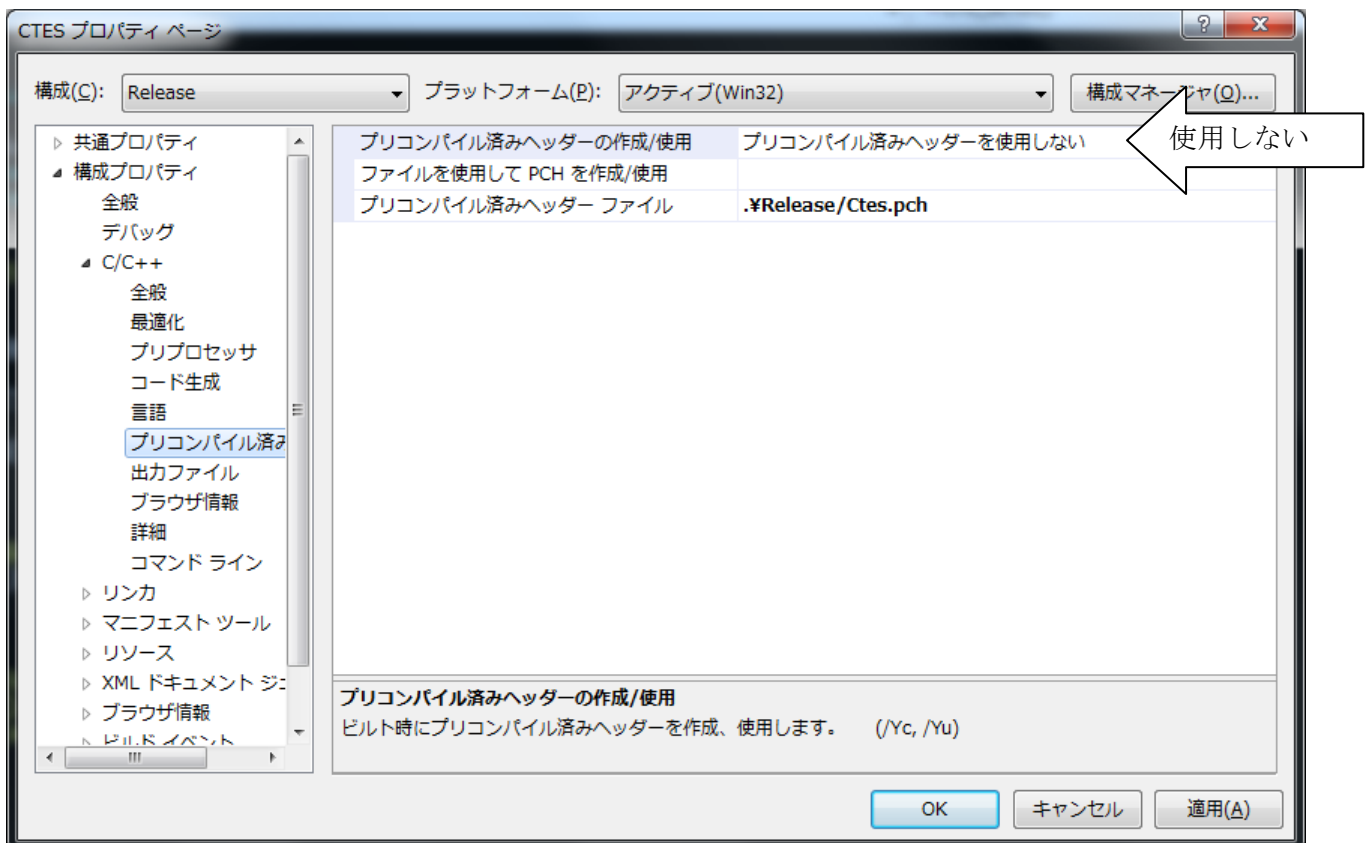 CTES プロパティ ページ
構成(C): Release プラットフォーム(P): アクティブ(Win32) 構成マネージャ(O)...
使用しない
共通プロパティ
構成プロパティ
全般
デバッグ
C/C++
全般
最適化
プリプロセッサ
コード生成
言語
プリコンパイル済み
出力ファイル
ブラウザ情報
詳細
コマンド ライン
リンカ
マニフェスト ツール
リソース
XML ドキュメント ジェ
ブラウザ情報
ビルド イベント
プリコンパイル済みヘッダーの作成/使用 プリコンパイル済みヘッダーを使用しない
ファイルを使用して PCH を作成/使用
プリコンパイル済みヘッダー ファイル .¥Release/Ctes.pch
プリコンパイル済みヘッダーの作成/使用
ビルト時にプリコンパイル済みヘッダーを作成、使用します。 (/Yc, /Yu)
OK キャンセル 適用(A)